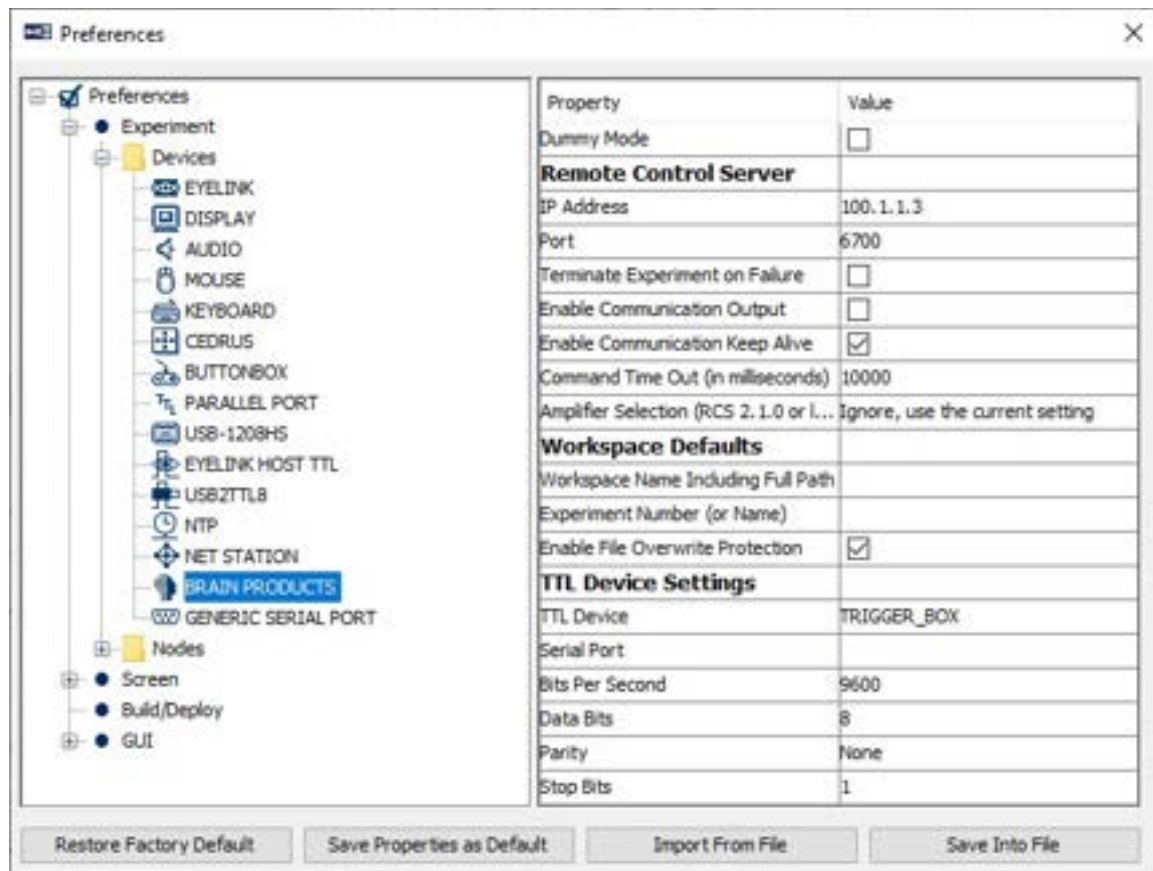 Preferences
Preferences
Experiment
Devices
EYELINK
DISPLAY
AUDIO
MOUSE
KEYBOARD
CEDRUS
BUTTONBOX
PARALLEL PORT
USB-1208HS
EYELINK HOST TTL
USB2TTL8
NTP
NET STATION
BRAIN PRODUCTS
GENERIC SERIAL PORT
Nodes
Screen
Build/Deploy
GUI
Property Value
Dummy Mode
Remote Control Server
IP Address 100.1.1.3
Port 6700
Terminate Experiment on Failure
Enable Communication Output
Enable Communication Keep Alive
Command Time Out (in milliseconds) 10000
Amplifier Selection (RCS 2.1.0 or l... Ignore, use the current setting
Workspace Defaults
Workspace Name Including Full Path
Experiment Number (or Name)
Enable File Overwrite Protection
TTL Device Settings
TTL Device TRIGGER_BOX
Serial Port
Bits Per Second 9600
Data Bits 8
Parity None
Stop Bits 1
Restore Factory Default Save Properties as Default Import From File Save Into File